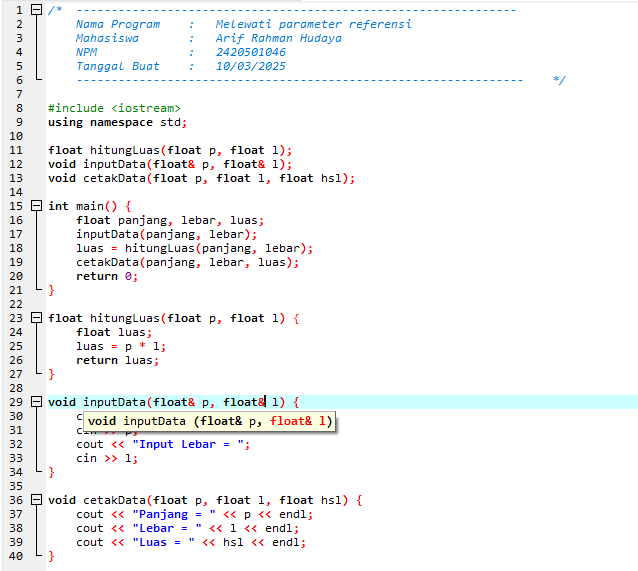 1 /* ---------------------------------------------------------------
2 Nama Program : Melewati parameter referensi
3 Mahasiswa : Arif Rahman Hudaya
4 NPM : 2420501046
5 Tanggal Buat : 10/03/2025
6 ---------------------------------------------------------------- */
7
8 #include <iostream>
9 using namespace std;
10
11 float hitungLuas(float p, float l);
12 void inputData(float& p, float& l);
13 void cetakData(float p, float l, float hsl);
14
15 int main() {
16 float panjang, lebar, luas;
17 inputData(panjang, lebar);
18 luas = hitungLuas(panjang, lebar);
19 cetakData(panjang, lebar, luas);
20 return 0;
21 }
22
23 float hitungLuas(float p, float l) {
24 float luas;
25 luas = p * l;
26 return luas;
27 }
28
29 void inputData(float& p, float& l) {
30 c
void inputData (float& p, float& l)
31 cin >> p;
32 cout << "Input Lebar = ";
33 cin >> l;
34 }
35
36 void cetakData(float p, float l, float hsl) {
37 cout << "Panjang = " << p << endl;
38 cout << "Lebar = " << l << endl;
39 cout << "Luas = " << hsl << endl;
40 }